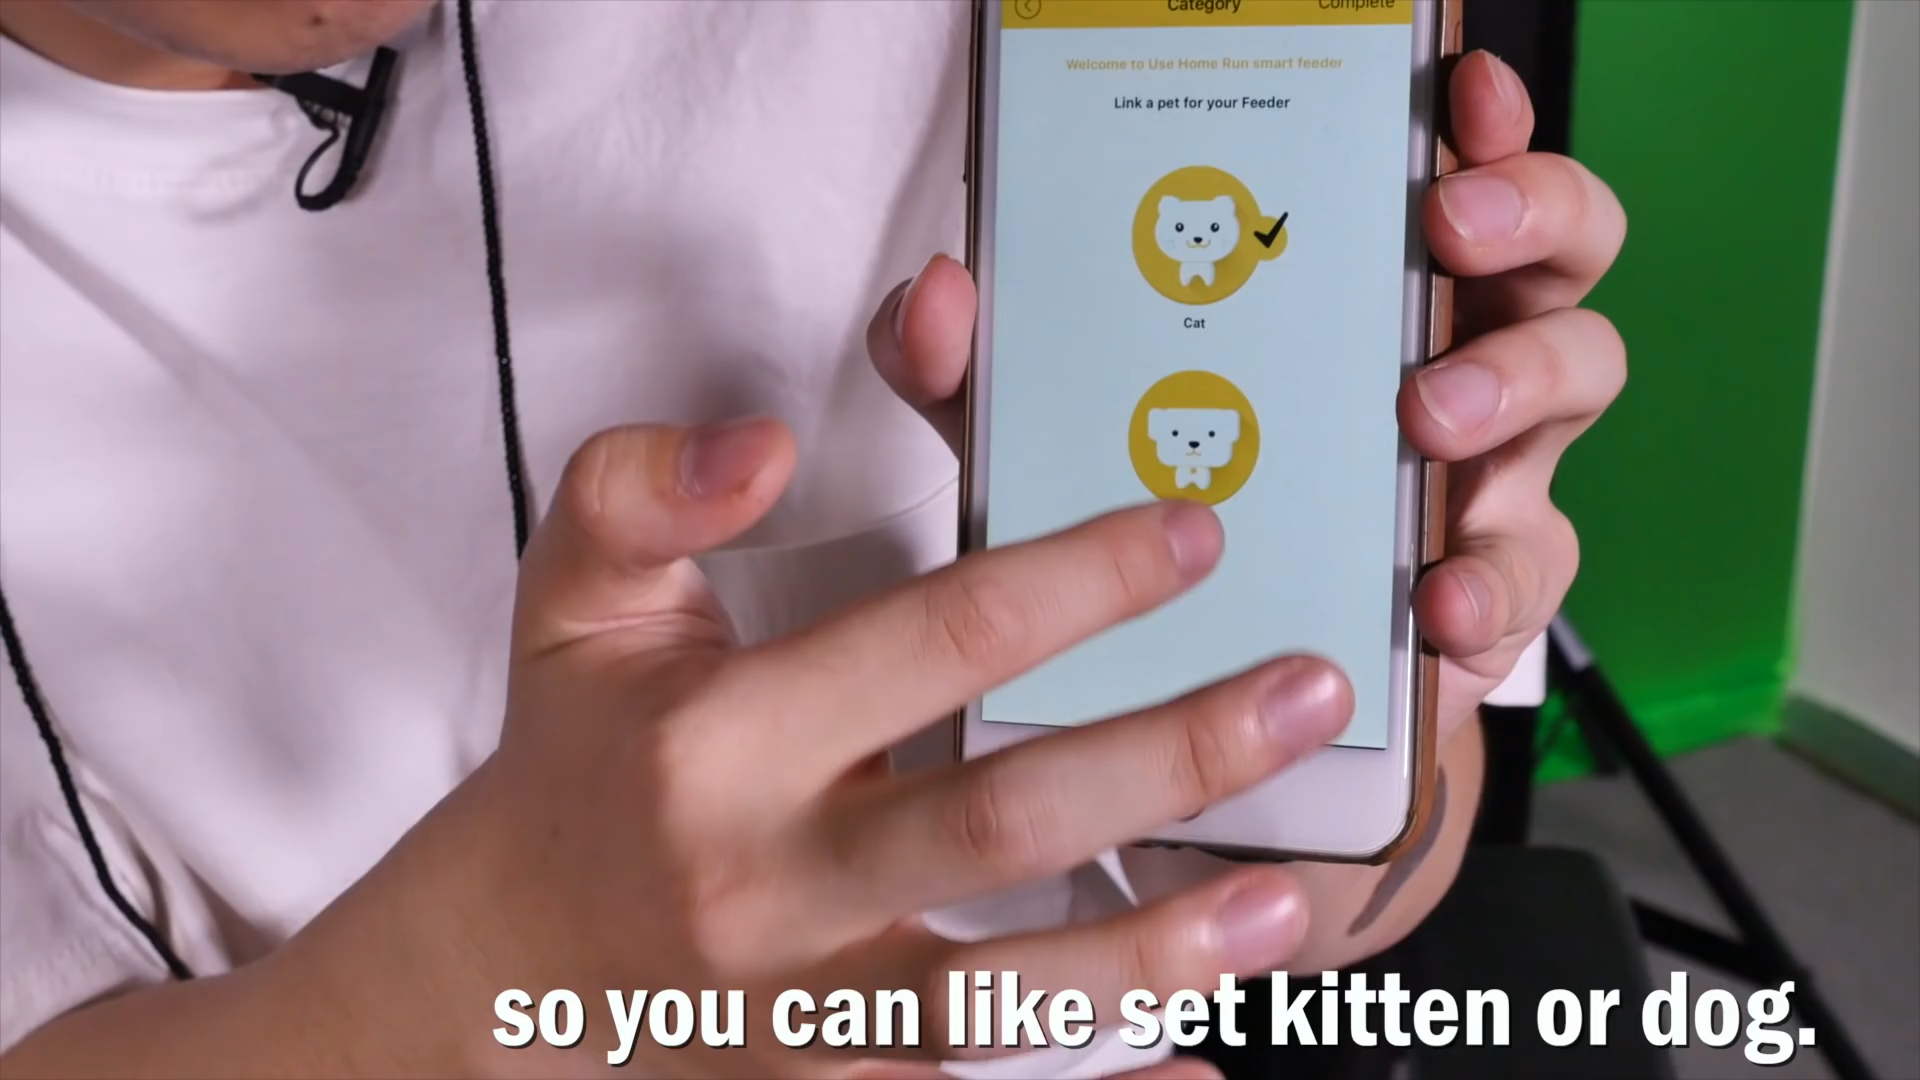 Category Complete
Welcome to Use Home Run smart feeder
Link a pet for your Feeder
Cat
so you can like set kitten or dog.